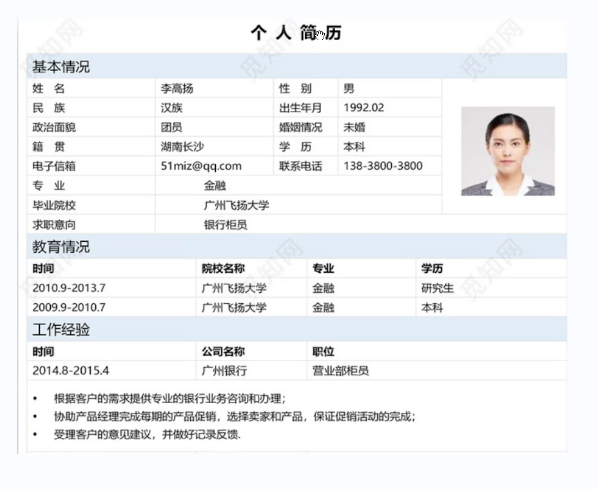 个 人 简 历
基本情况
姓 名 李高扬 性 别 男
民 族 汉族 出生年月 1992.02
政治面貌 团员 婚姻情况 未婚
籍 贯 湖南长沙 学 历 本科
电子信箱 51miz@qq.com 联系电话 138-3800-3800
专 业 金融
毕业院校 广州飞扬大学
求职意向 银行柜员
教育情况
时间 院校名称 专业 学历
2010.9-2013.7 广州飞扬大学 金融 研究生
2009.9-2010.7 广州飞扬大学 金融 本科
工作经验
时间 公司名称 职位
2014.8-2015.4 广州银行 营业部柜员
• 根据客户的需求提供专业的银行业务咨询和办理；
• 协助产品经理完成每期的产品促销，选择卖家和产品，保证促销活动的完成；
• 受理客户的意见建议，并做好记录反馈.
觅知网